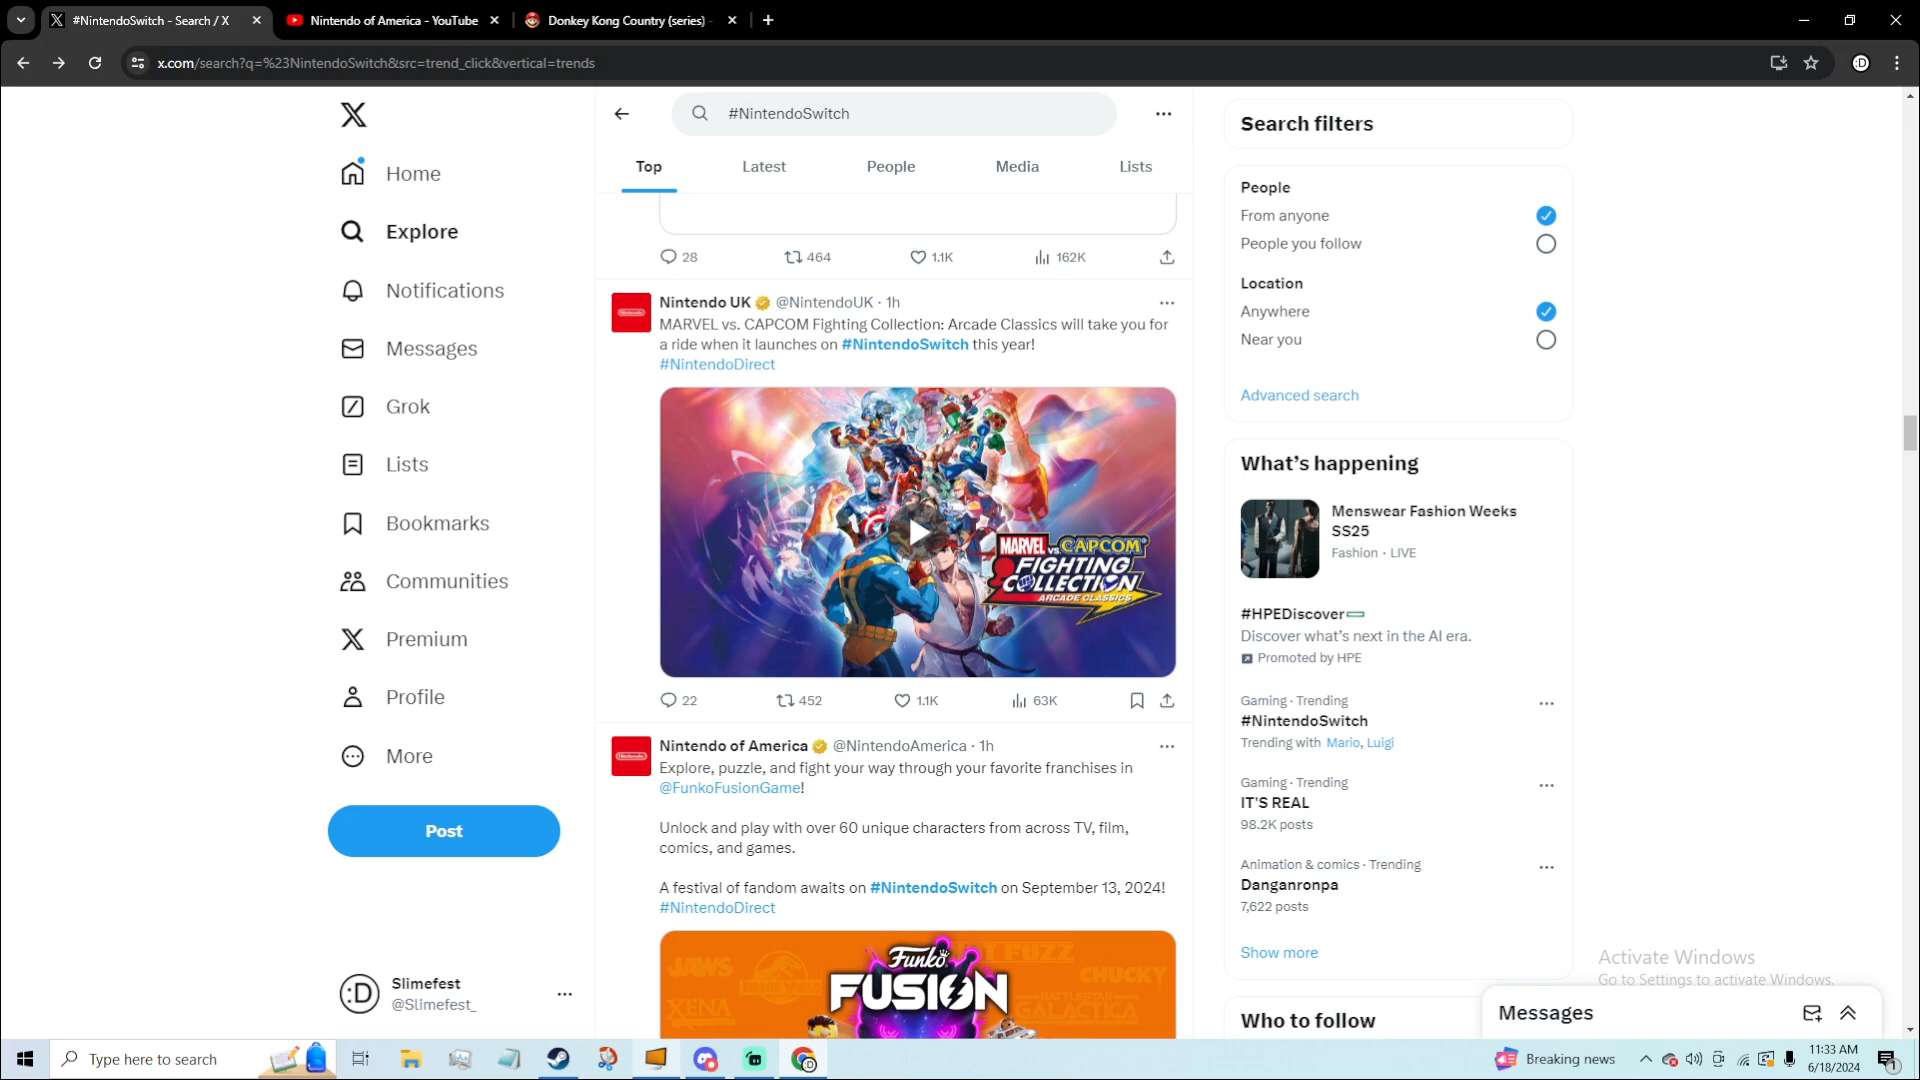 #NintendoSwitch - Search / X
Nintendo of America - YouTube
Donkey Kong Country (series) -
x.com/search?q=%23NintendoSwitch&src=trend_click&vertical=trends
Home
Explore
Notifications
Messages
Grok
Lists
Bookmarks
Communities
Premium
Profile
More
Post
:D
Slimefest
@Slimefest_
#NintendoSwitch
Top
Latest
People
Media
Lists
28
464
1.1K
162K
Nintendo UK @NintendoUK · 1h
MARVEL vs. CAPCOM Fighting Collection: Arcade Classics will take you for
a ride when it launches on #NintendoSwitch this year!
#NintendoDirect
MARVEL VS. CAPCOM
FIGHTING
COLLECTION
ARCADE CLASSICS
22
452
1.1K
63K
Nintendo of America @NintendoAmerica · 1h
Explore, puzzle, and fight your way through your favorite franchises in
@FunkoFusionGame!
Unlock and play with over 60 unique characters from across TV, film,
comics, and games.
A festival of fandom awaits on #NintendoSwitch on September 13, 2024!
#NintendoDirect
JAWS
XENA
Funko
FUSION
FUZZ
CHUCKY
BATTLESTAR
GALACTICA
Search filters
People
From anyone
People you follow
Location
Anywhere
Near you
Advanced search
What's happening
Menswear Fashion Weeks
SS25
Fashion · LIVE
#HPEDiscover
Discover what's next in the AI era.
Promoted by HPE
Gaming · Trending
#NintendoSwitch
Trending with Mario, Luigi
Gaming · Trending
IT'S REAL
98.2K posts
Animation & comics · Trending
Danganronpa
7,622 posts
Show more
Who to follow
Activate Windows
Go to Settings to activate Windows.
Messages
Type here to search
Breaking news
11:33 AM
6/18/2024
1